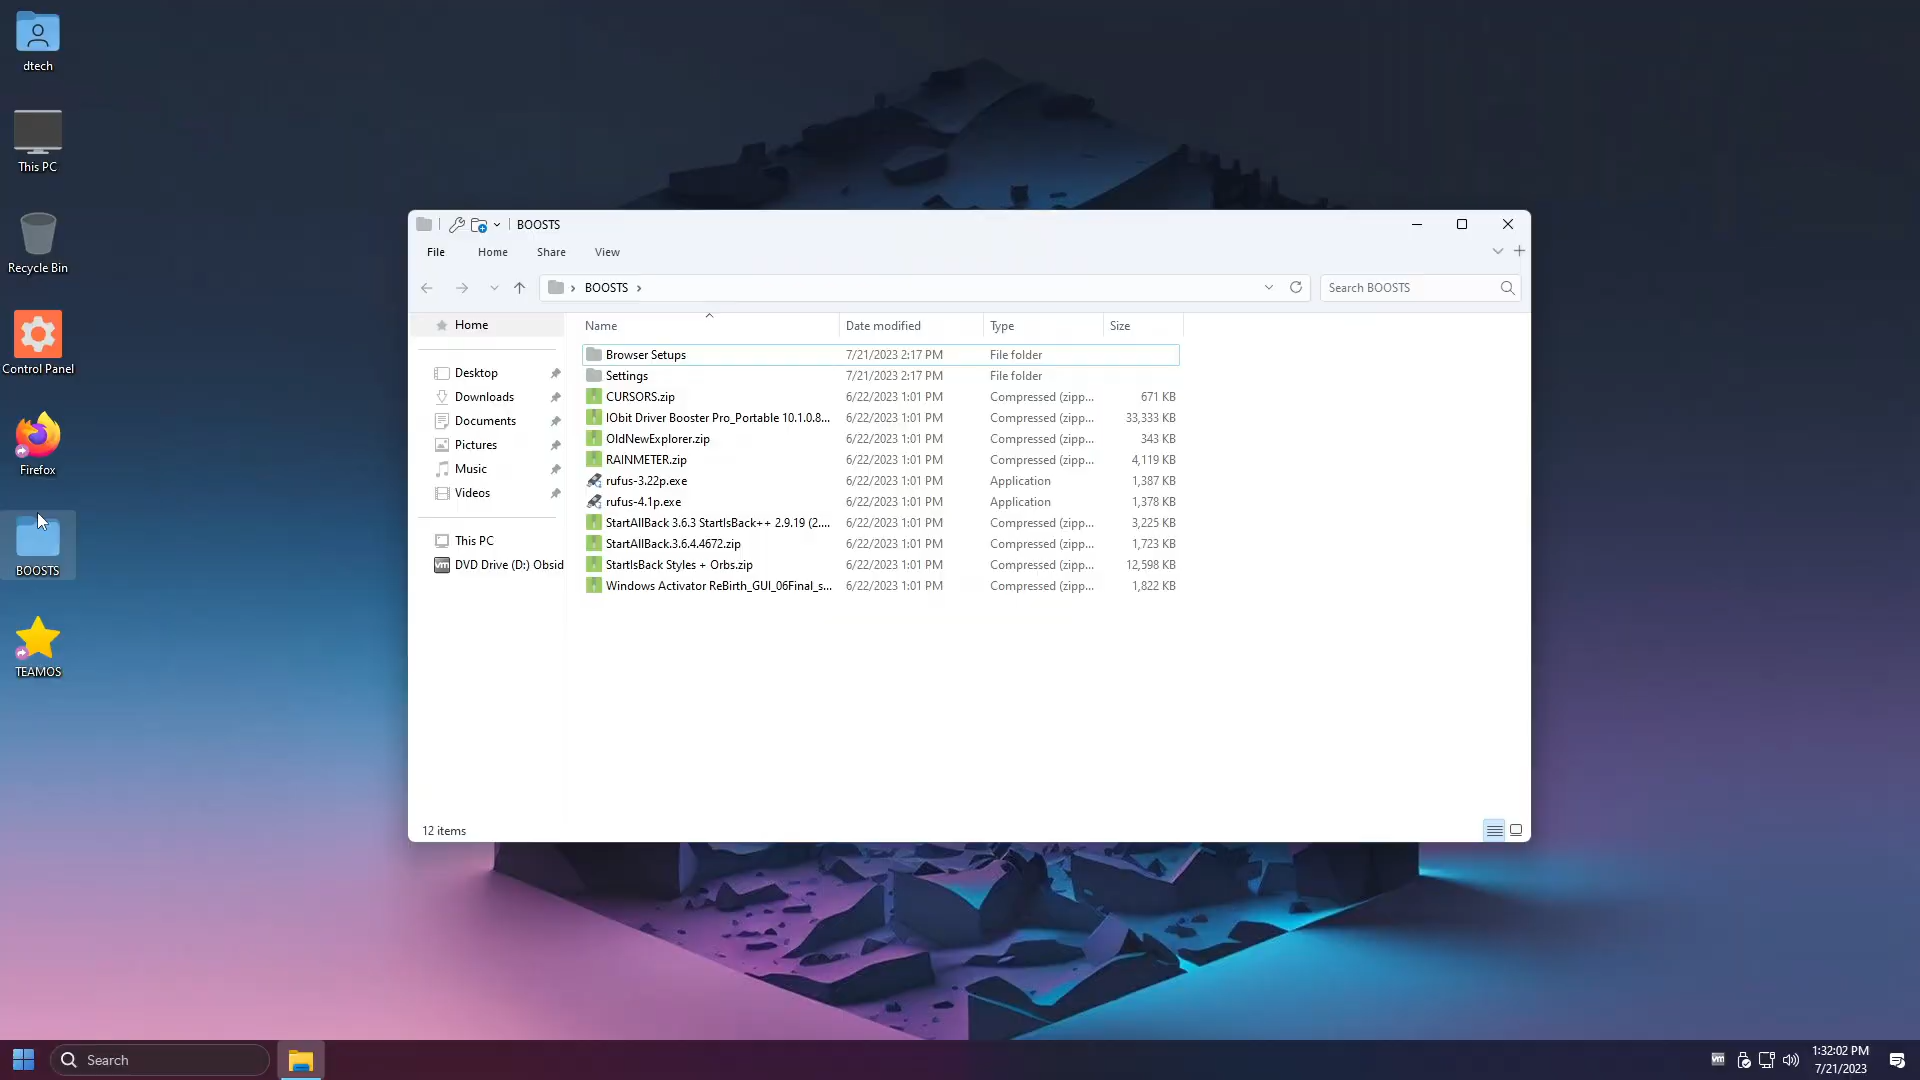 dtech
This PC
Recycle Bin
Control Panel
Firefox
BOOSTS
TEAMOS
BOOSTS
File Home Share View
BOOSTS
Search BOOSTS
Home
Desktop
Downloads
Documents
Pictures
Music
Videos
This PC
DVD Drive (D:) Obsid
Name Date modified Type Size
Browser Setups 7/21/2023 2:17 PM File folder
Settings 7/21/2023 2:17 PM File folder
CURSORS.zip 6/22/2023 1:01 PM Compressed (zipp... 671 KB
IObit Driver Booster Pro_Portable 10.1.0.8... 6/22/2023 1:01 PM Compressed (zipp... 33,333 KB
OldNewExplorer.zip 6/22/2023 1:01 PM Compressed (zipp... 343 KB
RAINMETER.zip 6/22/2023 1:01 PM Compressed (zipp... 4,119 KB
rufus-3.22p.exe 6/22/2023 1:01 PM Application 1,387 KB
rufus-4.1p.exe 6/22/2023 1:01 PM Application 1,378 KB
StartAllBack 3.6.3 StartIsBack++ 2.9.19 (2.... 6/22/2023 1:01 PM Compressed (zipp... 3,225 KB
StartAllBack.3.6.4.4672.zip 6/22/2023 1:01 PM Compressed (zipp... 1,723 KB
StartIsBack Styles + Orbs.zip 6/22/2023 1:01 PM Compressed (zipp... 12,598 KB
Windows Activator ReBirth_GUI_06Final_s... 6/22/2023 1:01 PM Compressed (zipp... 1,822 KB
12 items
Search
vm
1:32:02 PM
7/21/2023